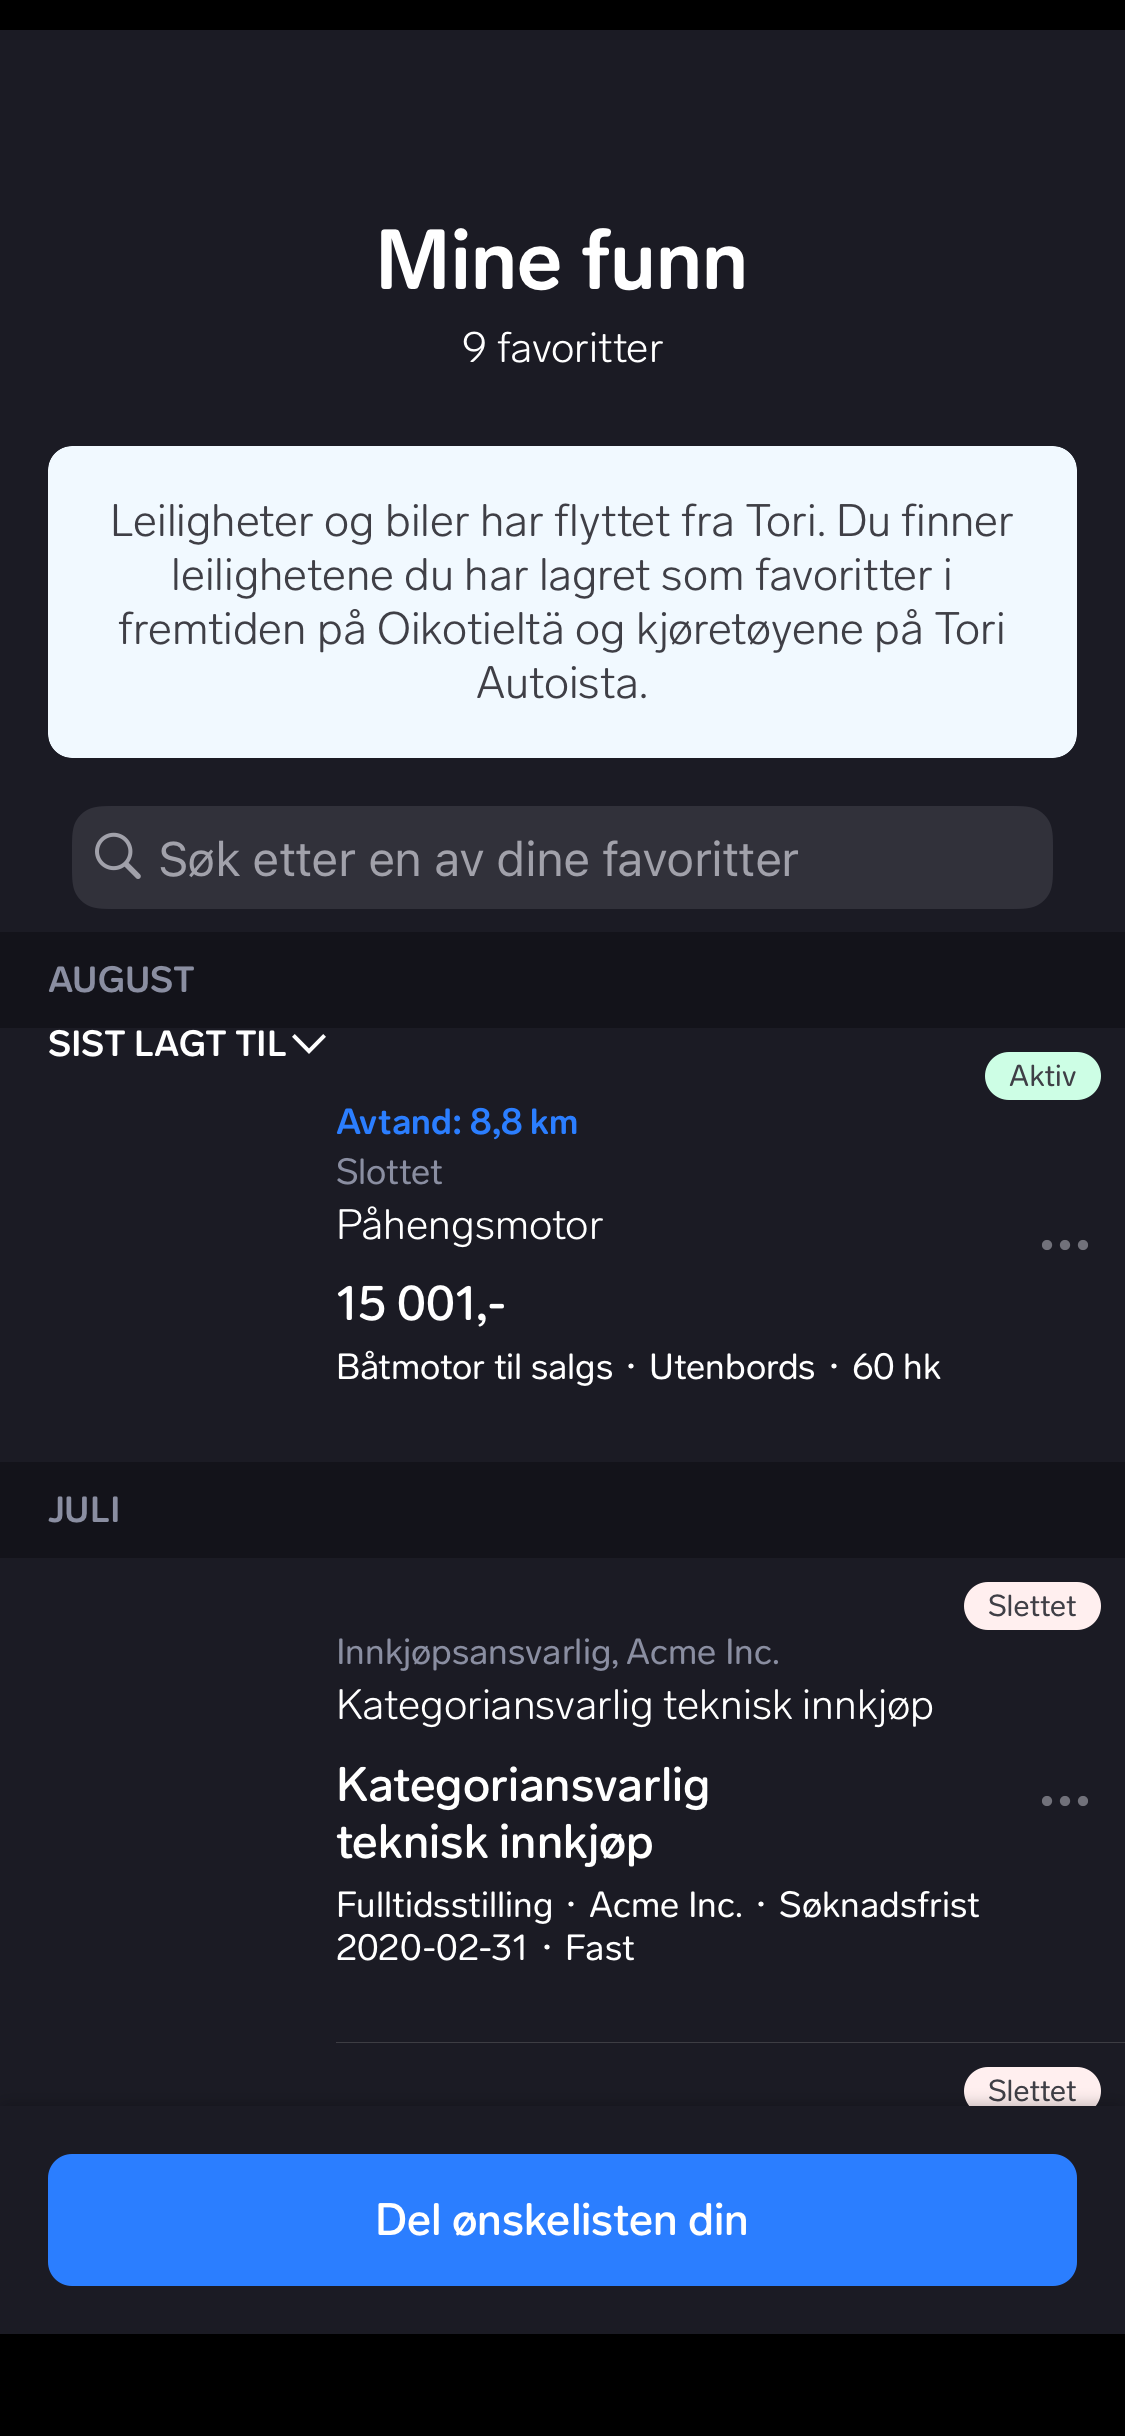 Mine funn
9 favoritter
Leiligheter og biler har flyttet fra Tori. Du finner
leilighetene du har lagret som favoritter i
fremtiden på Oikotieltä og kjøretøyene på Tori
Autoista.
Søk etter en av dine favoritter
AUGUST
SIST LAGT TIL
Aktiv
Avtand: 8,8 km
Slottet
Påhengsmotor
15 001,-
Båtmotor til salgs · Utenbords · 60 hk
JULI
Slettet
Innkjøpsansvarlig, Acme Inc.
Kategoriansvarlig teknisk innkjøp
Kategoriansvarlig
teknisk innkjøp
Fulltidsstilling · Acme Inc. · Søknadsfrist
2020-02-31 · Fast
Slettet
Del ønskelisten din